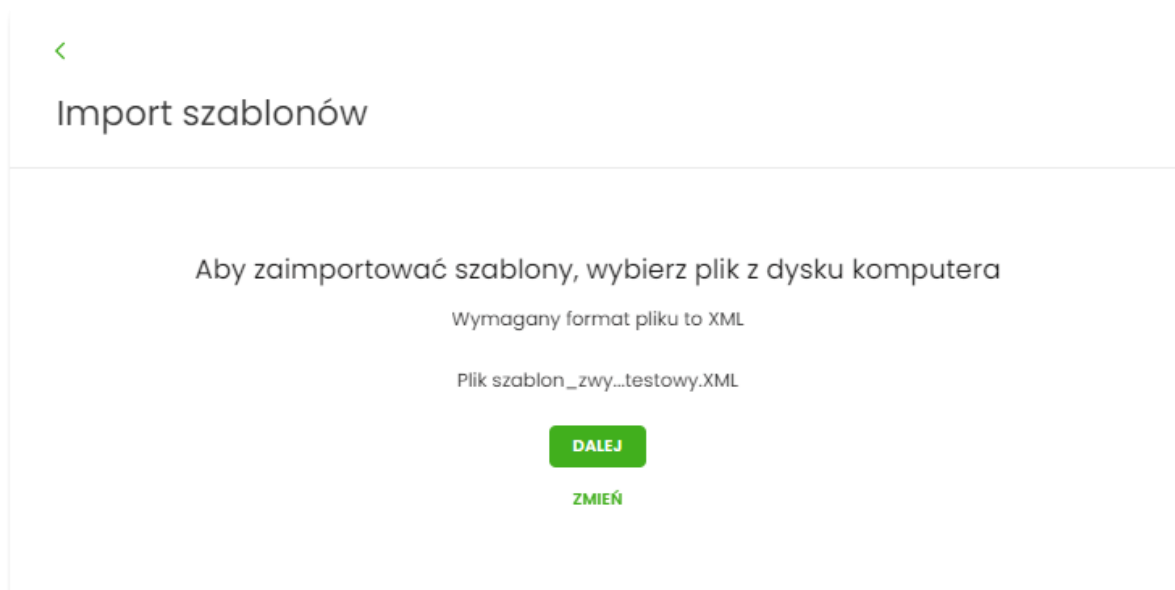 Import szablonów
Aby zaimportować szablony, wybierz plik z dysku komputera
Wymagany format pliku to XML
Plik szablon_zwy...testowy.XML
DALEJ
ZMIEŃ